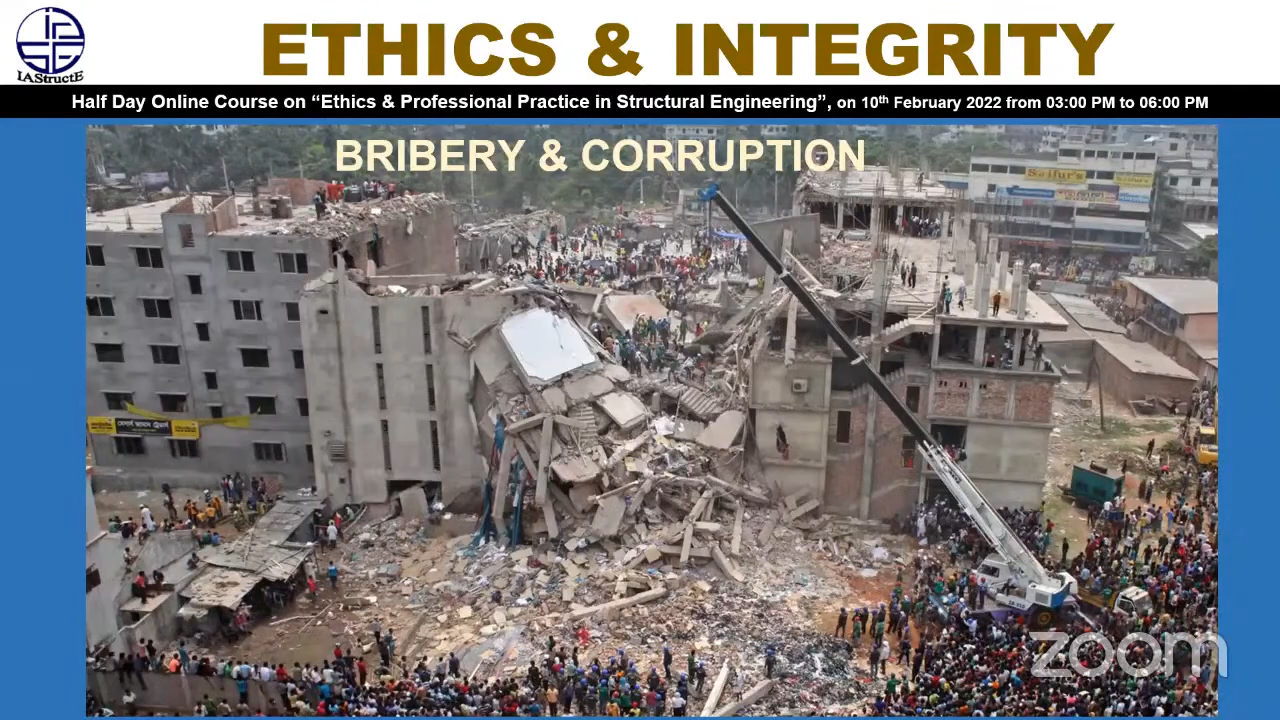 IAStructE
ETHICS & INTEGRITY
Half Day Online Course on “Ethics & Professional Practice in Structural Engineering”, on 10th February 2022 from 03:00 PM to 06:00 PM
BRIBERY & CORRUPTION
Saifur's
zoom